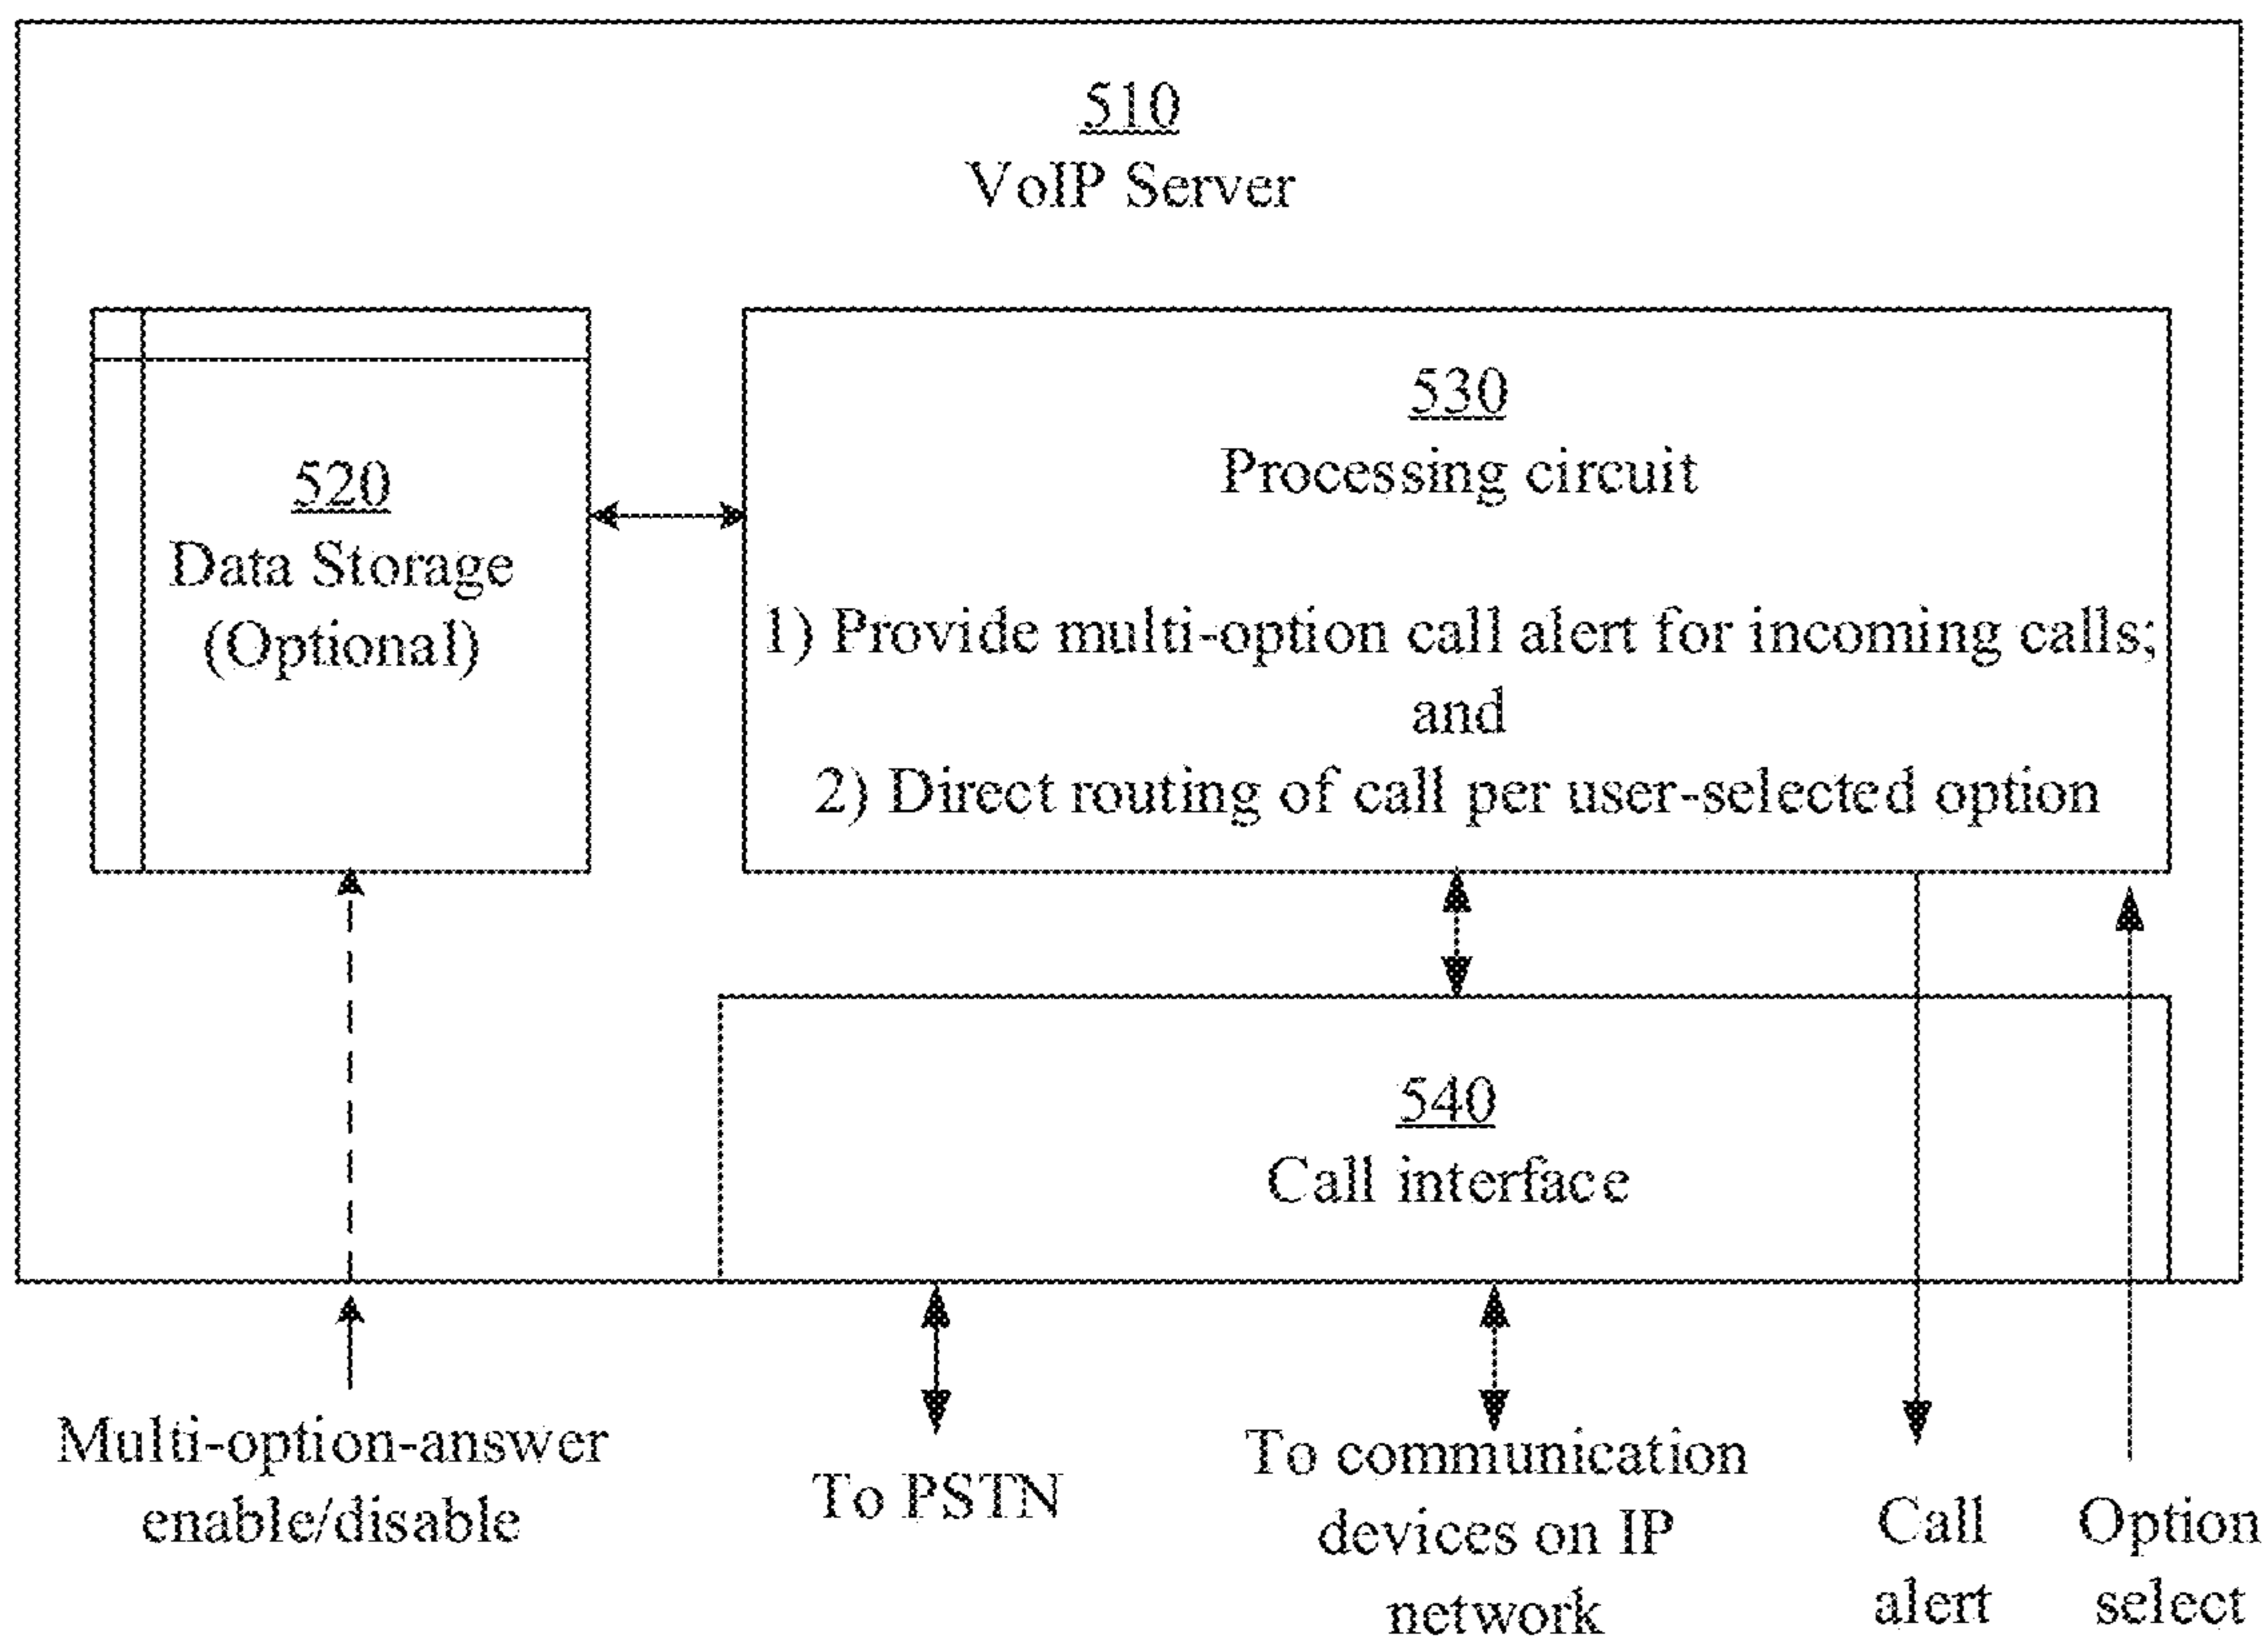 510
VoIP Server
520
Data Storage
(Optional)
530
Processing circuit
1) Provide multi-option call alert for incoming calls;
and
2) Direct routing of call per user-selected option
540
Call interface
Multi-option-answer
enable/disable
To PSTN
To communication
devices on IP
network
Call
alert
Option
select